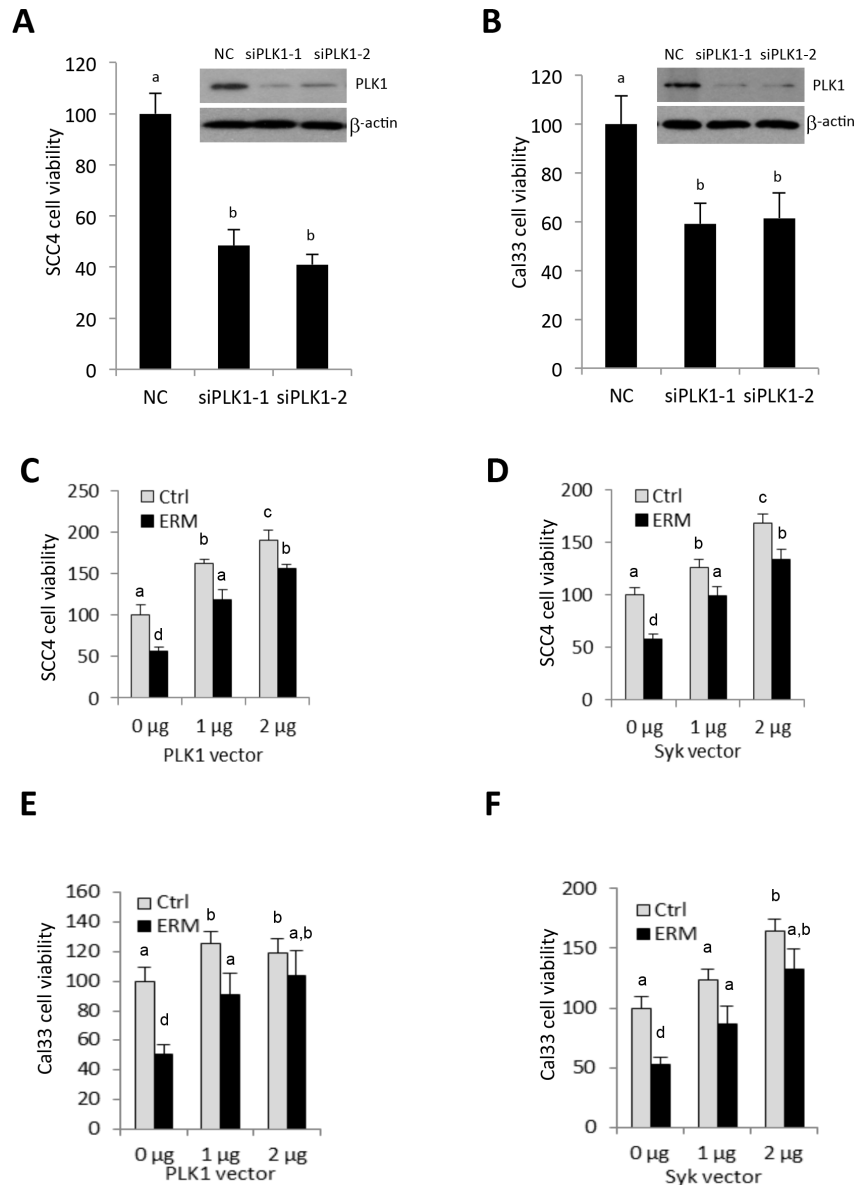 A
NC siPLK1-1 siPLK1-2
PLK1
β-actin
SCC4 cell viability
120
100
80
60
40
20
0
a
b
b
NC siPLK1-1 siPLK1-2
B
NC siPLK1-1 siPLK1-2
PLK1
β-actin
Cal33 cell viability
120
100
80
60
40
20
0
a
b
b
NC siPLK1-1 siPLK1-2
C
SCC4 cell viability
250
200
150
100
50
0
Ctrl
ERM
a
d
b
a
c
b
0 µg 1 µg 2 µg
PLK1 vector
D
SCC4 cell viability
200
150
100
50
0
Ctrl
ERM
a
d
b
a
c
b
0 µg 1 µg 2 µg
Syk vector
E
Cal33 cell viability
160
140
120
100
80
60
40
20
0
Ctrl
ERM
a
d
b
a
b
a,b
0 µg 1 µg 2 µg
PLK1 vector
F
Cal33 cell viability
200
150
100
50
0
Ctrl
ERM
a
d
a
a
b
a,b
0 µg 1 µg 2 µg
Syk vector